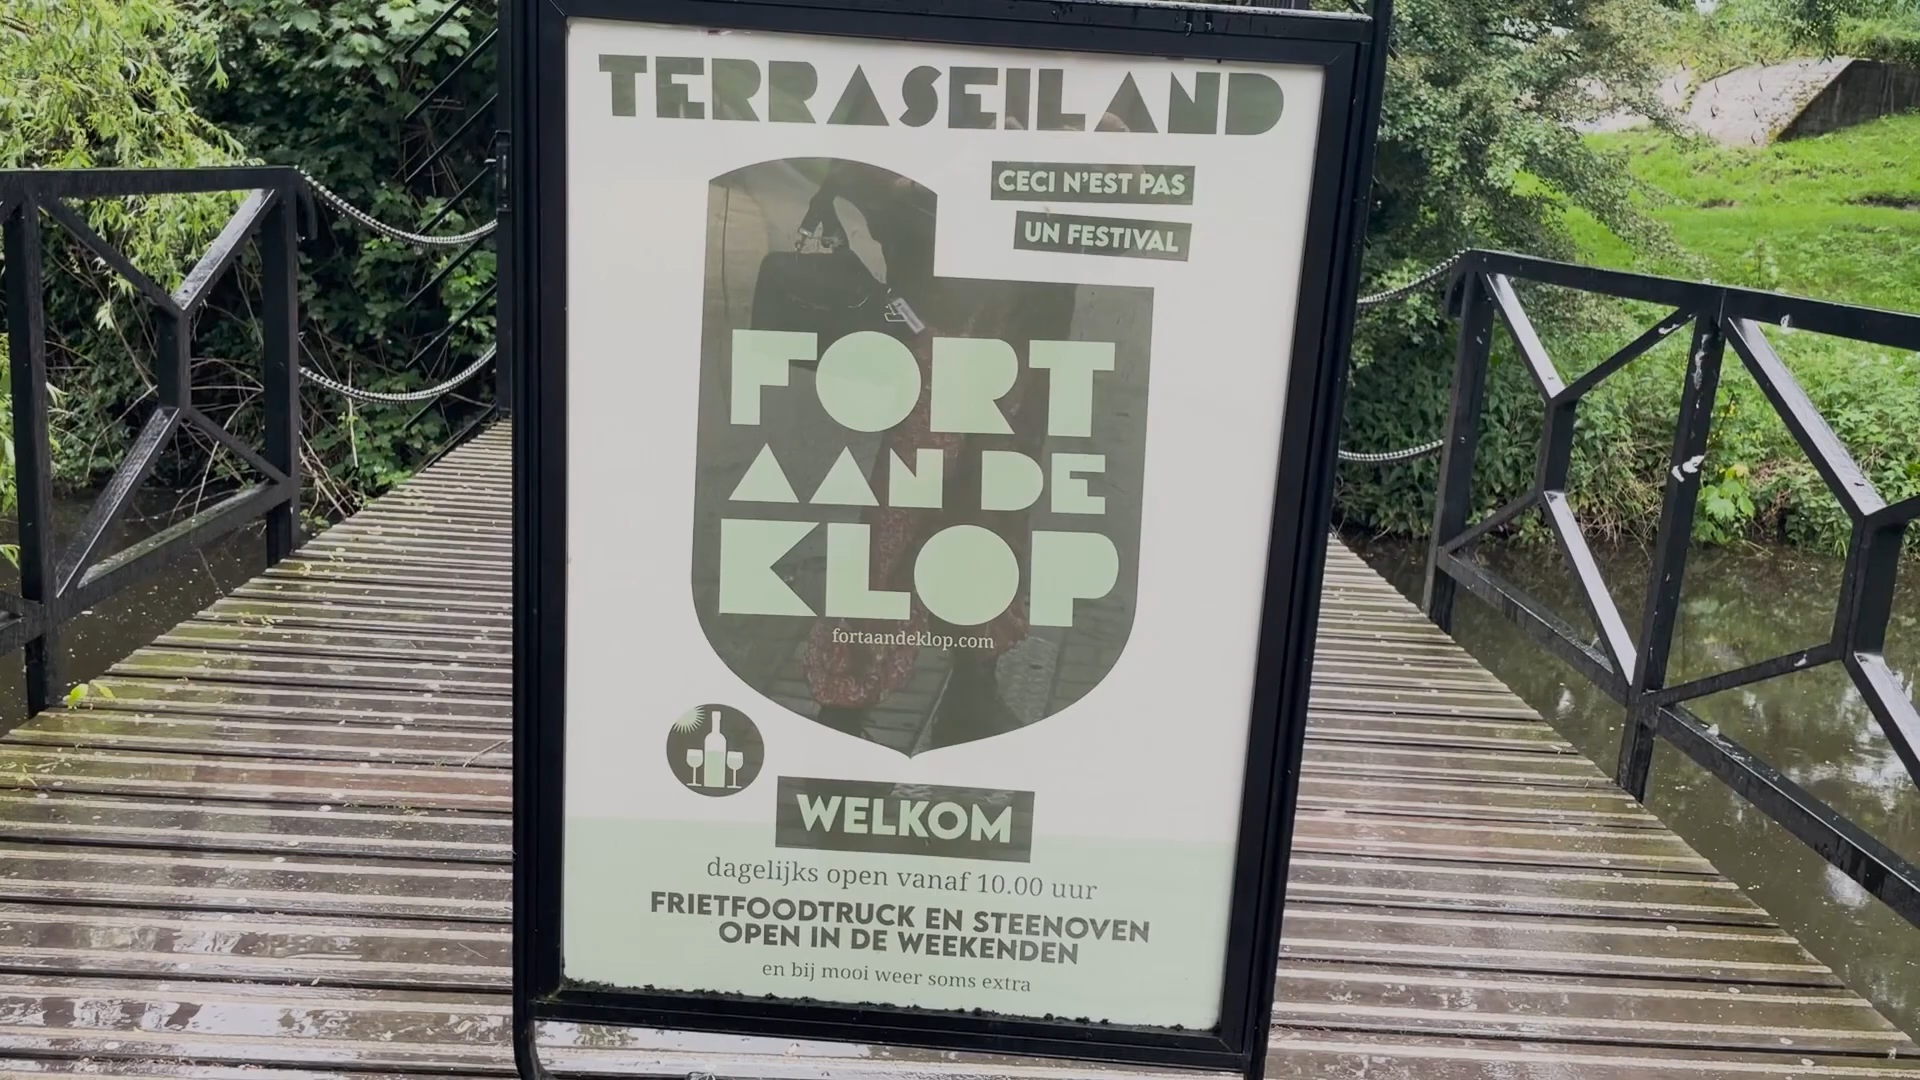 TERRASEILAND
CECI N'EST PAS
UN FESTIVAL
FORT
AAN DE
KLOP
fortaandeklop.com
WELKOM
dagelijks open vanaf 10.00 uur
FRIETFOODTRUCK EN STEENOVEN
OPEN IN DE WEEKENDEN
en bij mooi weer soms extra